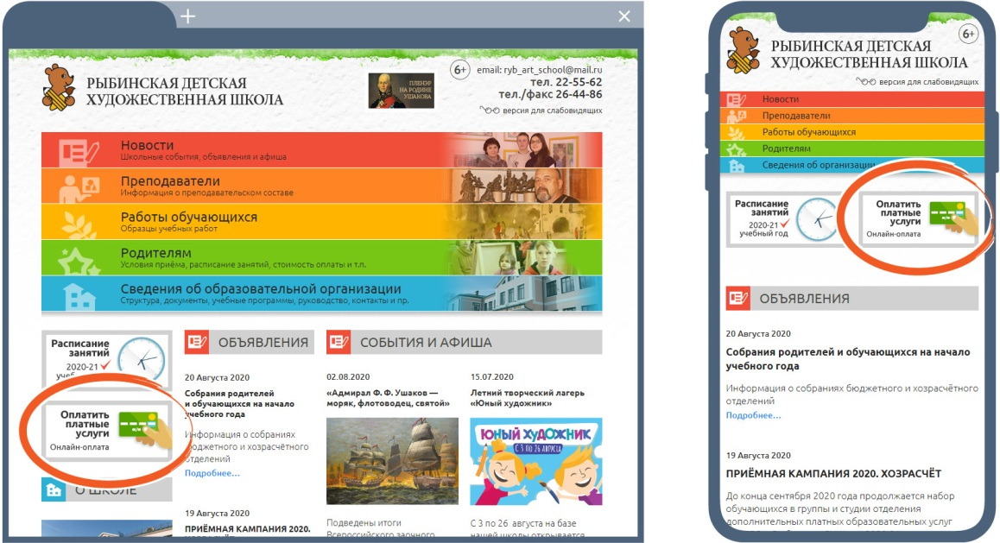 РЫБИНСКАЯ ДЕТСКАЯ
ХУДОЖЕСТВЕННАЯ ШКОЛА
ПЛЕНЭР
НА РОДИНЕ
УШАКОВА
6+
email: ryb_art_school@mail.ru
тел. 22-55-62
тел./факс 26-44-86
версия для слабовидящих
Новости
Школьные события, объявления и афиша
Преподаватели
Информация о преподавательском составе
Работы обучающихся
Образцы учебных работ
Родителям
Условия приёма, расписание занятий, стоимость оплаты и т.п.
Сведения об образовательной организации
Структура, документы, учебные программы, руководство, контакты и пр.
Расписание
занятий
2020-21
Оплатить
платные
услуги
Онлайн-оплата
О ШКОЛЕ
ОБЪЯВЛЕНИЯ
20 Августа 2020
Собрания родителей
и обучающихся на начало
учебного года
Информация о собраниях
бюджетного и хозрасчётного
отделений
Подробнее...
19 Августа 2020
ПРИЁМНАЯ КАМПАНИЯ 2020.
СОБЫТИЯ И АФИША
02.08.2020
«Адмирал Ф. Ф. Ушаков —
моряк, флотоводец, святой»
Подведены итоги
Всероссийского заочного
15.07.2020
Летний творческий лагерь
«Юный художник»
ЮНЫЙ ХУДОЖНИК
С 3 ПО 26 АВГУСТА
С 3 по 26 августа на базе
нашей школы открывается
6+
РЫБИНСКАЯ ДЕТСКАЯ
ХУДОЖЕСТВЕННАЯ ШКОЛА
версия для слабовидящих
Новости
Преподаватели
Работы обучающихся
Родителям
Сведения об организации
Расписание
занятий
2020-21
учебный год
Оплатить
платные
услуги
Онлайн-оплата
ОБЪЯВЛЕНИЯ
20 Августа 2020
Собрания родителей и обучающихся на начало
учебного года
Информация о собраниях бюджетного и хозрасчётного
отделений
Подробнее...
19 Августа 2020
ПРИЁМНАЯ КАМПАНИЯ 2020. ХОЗРАСЧЁТ
До конца сентября 2020 года продолжается набор
обучающихся в группы и студии отделения
дополнительных платных образовательных услуг